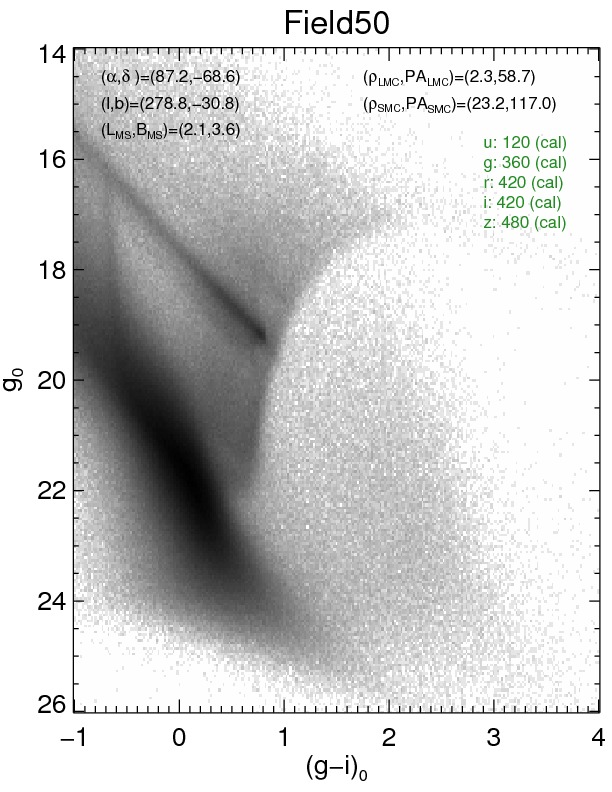 Field50
(α,δ )=(87.2,−68.6)
(l,b)=(278.8,−30.8)
(LMS,BMS)=(2.1,3.6)
(ρLMC,PALMC)=(2.3,58.7)
(ρSMC,PASMC)=(23.2,117.0)
u: 120 (cal)
g: 360 (cal)
r: 420 (cal)
i: 420 (cal)
z: 480 (cal)
14
16
18
20
22
24
26
g0
−1 0 1 2 3 4
(g−i)0